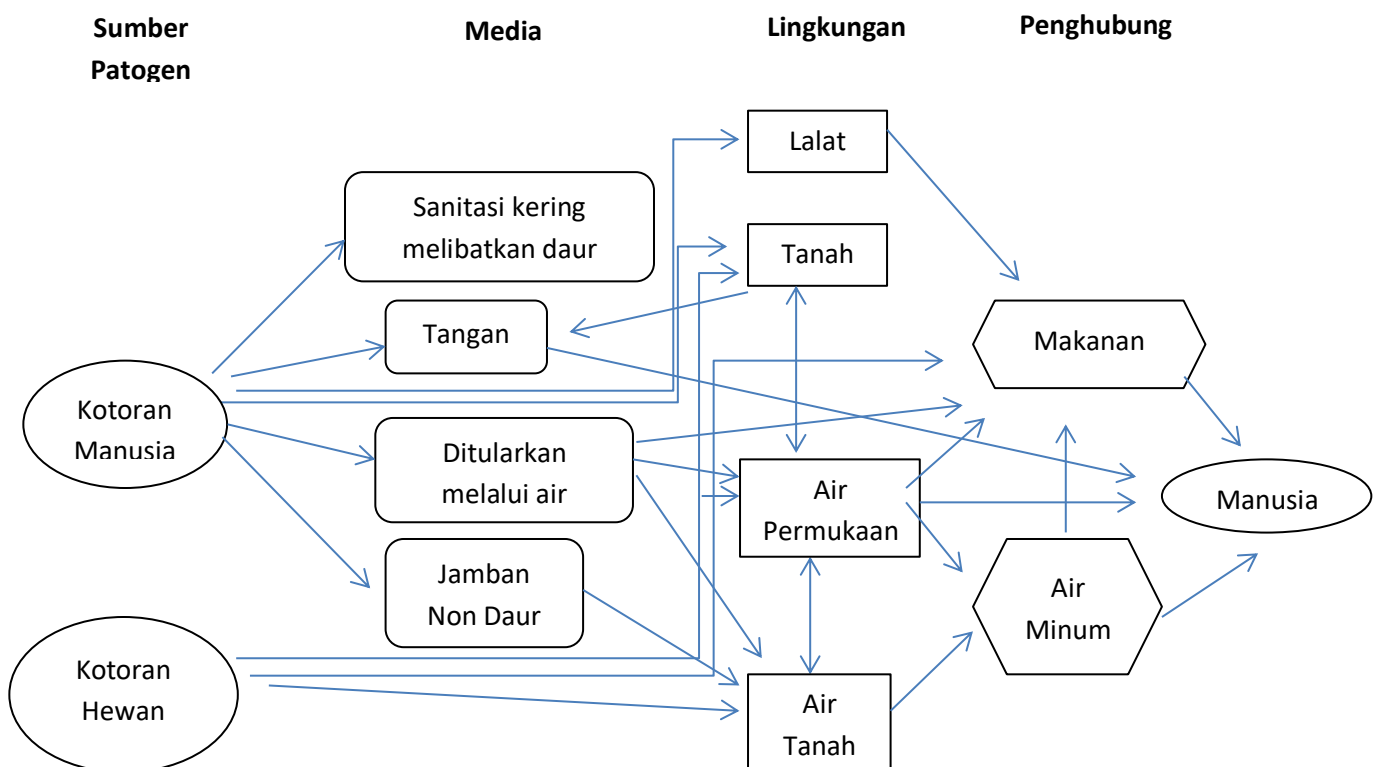 Sumber
Patogen
Media
Lingkungan
Penghubung
Lalat
Sanitasi kering
melibatkan daur
Tanah
Tangan
Makanan
Kotoran
Manusia
Ditularkan
melalui air
Air
Permukaan
Manusia
Jamban
Non Daur
Air
Minum
Kotoran
Hewan
Air
Tanah